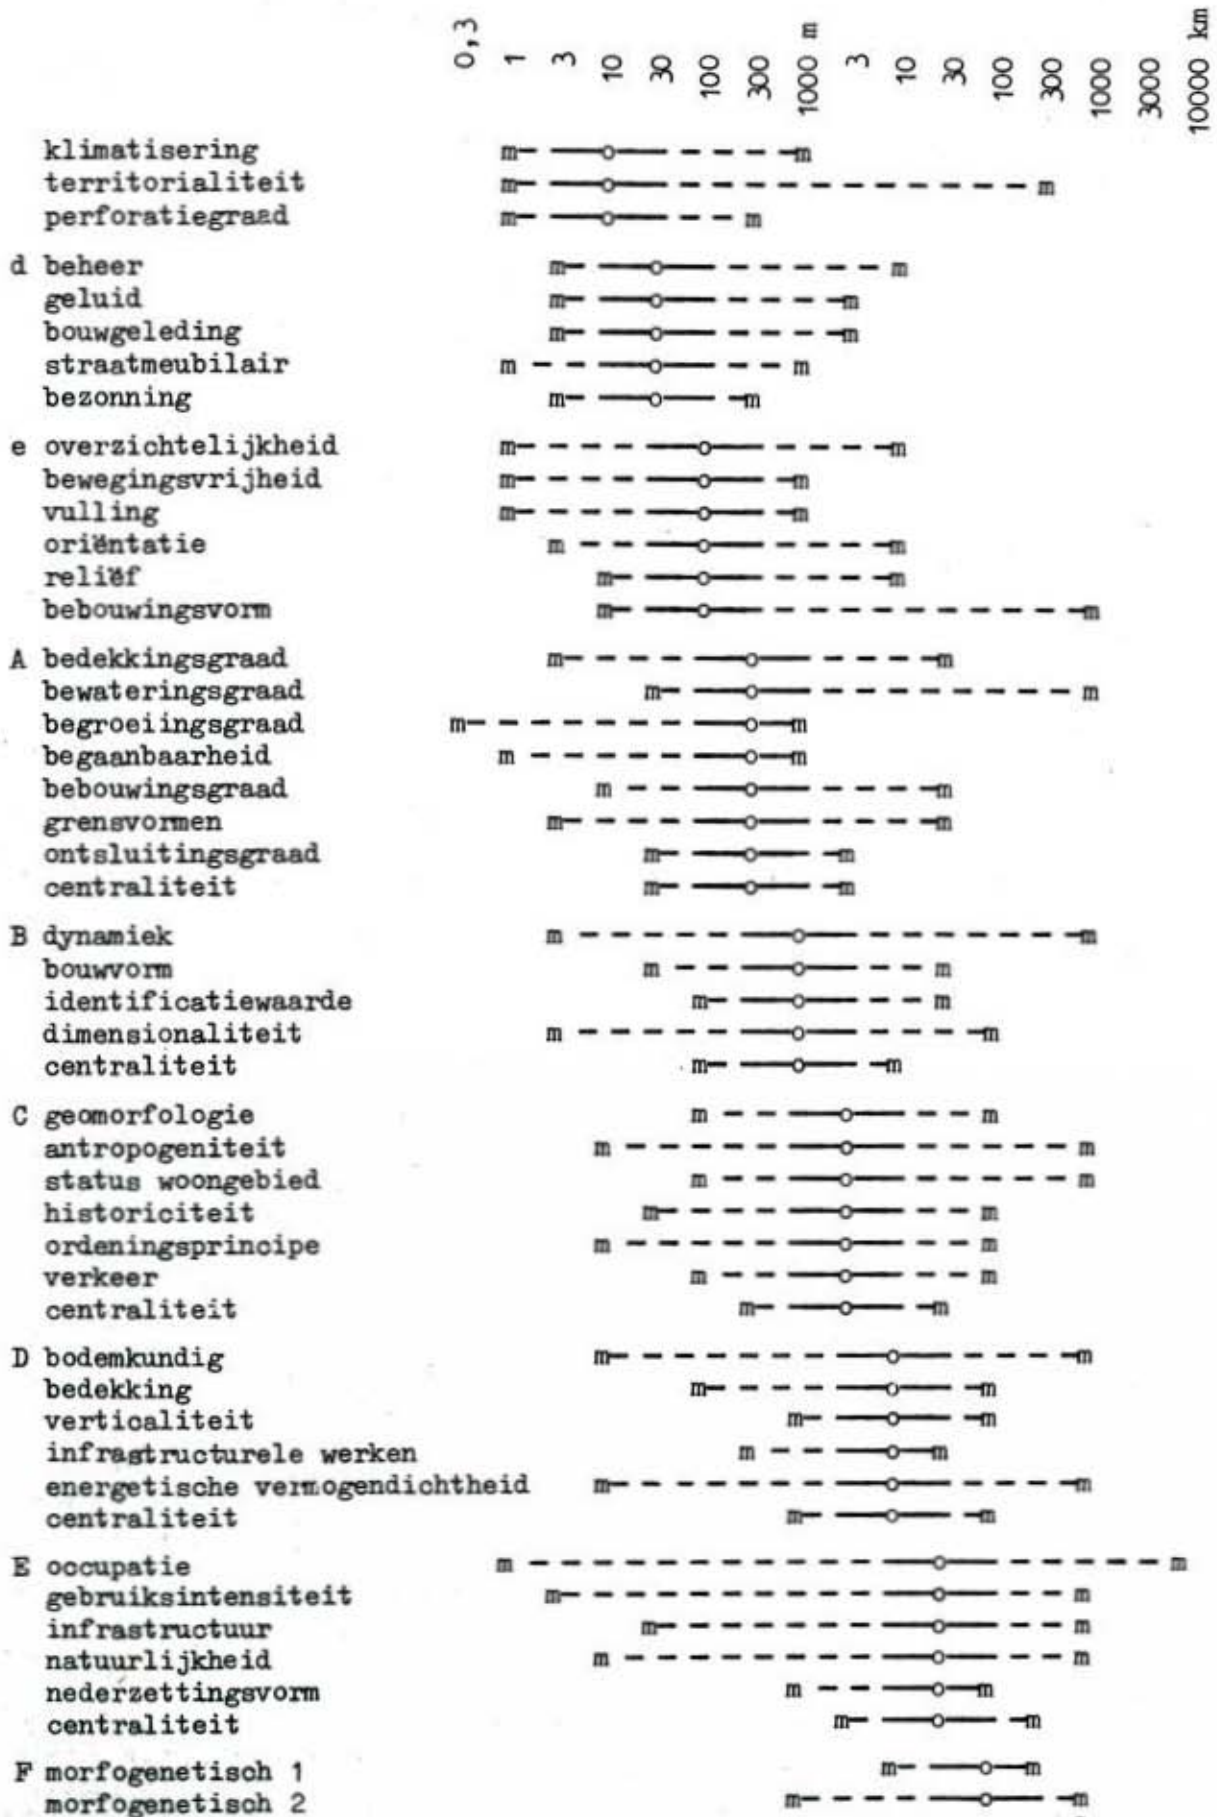 0,3 1 3 10 30 100 300 1000 m 3 10 30 100 300 1000 3000 10000 km
klimatisering m o m
territorialiteit m o m
perforatiegraad m o m
d beheer m o m
geluid m o m
bouwgeleding m o m
straatmeubilair m o m
bezonning m o m
e overzichtelijkheid m o m
bewegingsvrijheid m o m
vulling m o m
oriëntatie m o m
reliëf m o m
bebouwingsvorm m o m
A bedekkingsgraad m o m
bewateringsgraad m o m
begroeiingsgraad m o m
begaanbaarheid m o m
bebouwingsgraad m o m
grensvormen m o m
ontsluitingsgraad m o m
centraliteit m o m
B dynamiek m o m
bouwvorm m o m
identificatiewaarde m o m
dimensionaliteit m o m
centraliteit m o m
C geomorfologie m o m
antropogeniteit m o m
status woongebied m o m
historiciteit m o m
ordeningsprincipe m o m
verkeer m o m
centraliteit m o m
D bodemkundig m o m
bedekking m o m
verticaliteit m o m
infrastructurele werken m o m
energetische vermogendichtheid m o m
centraliteit m o m
E occupatie m o m
gebruiksintensiteit m o m
infrastructuur m o m
natuurlijkheid m o m
nederzettingsvorm m o m
centraliteit m o m
F morfogenetisch 1 m o m
morfogenetisch 2 m o m